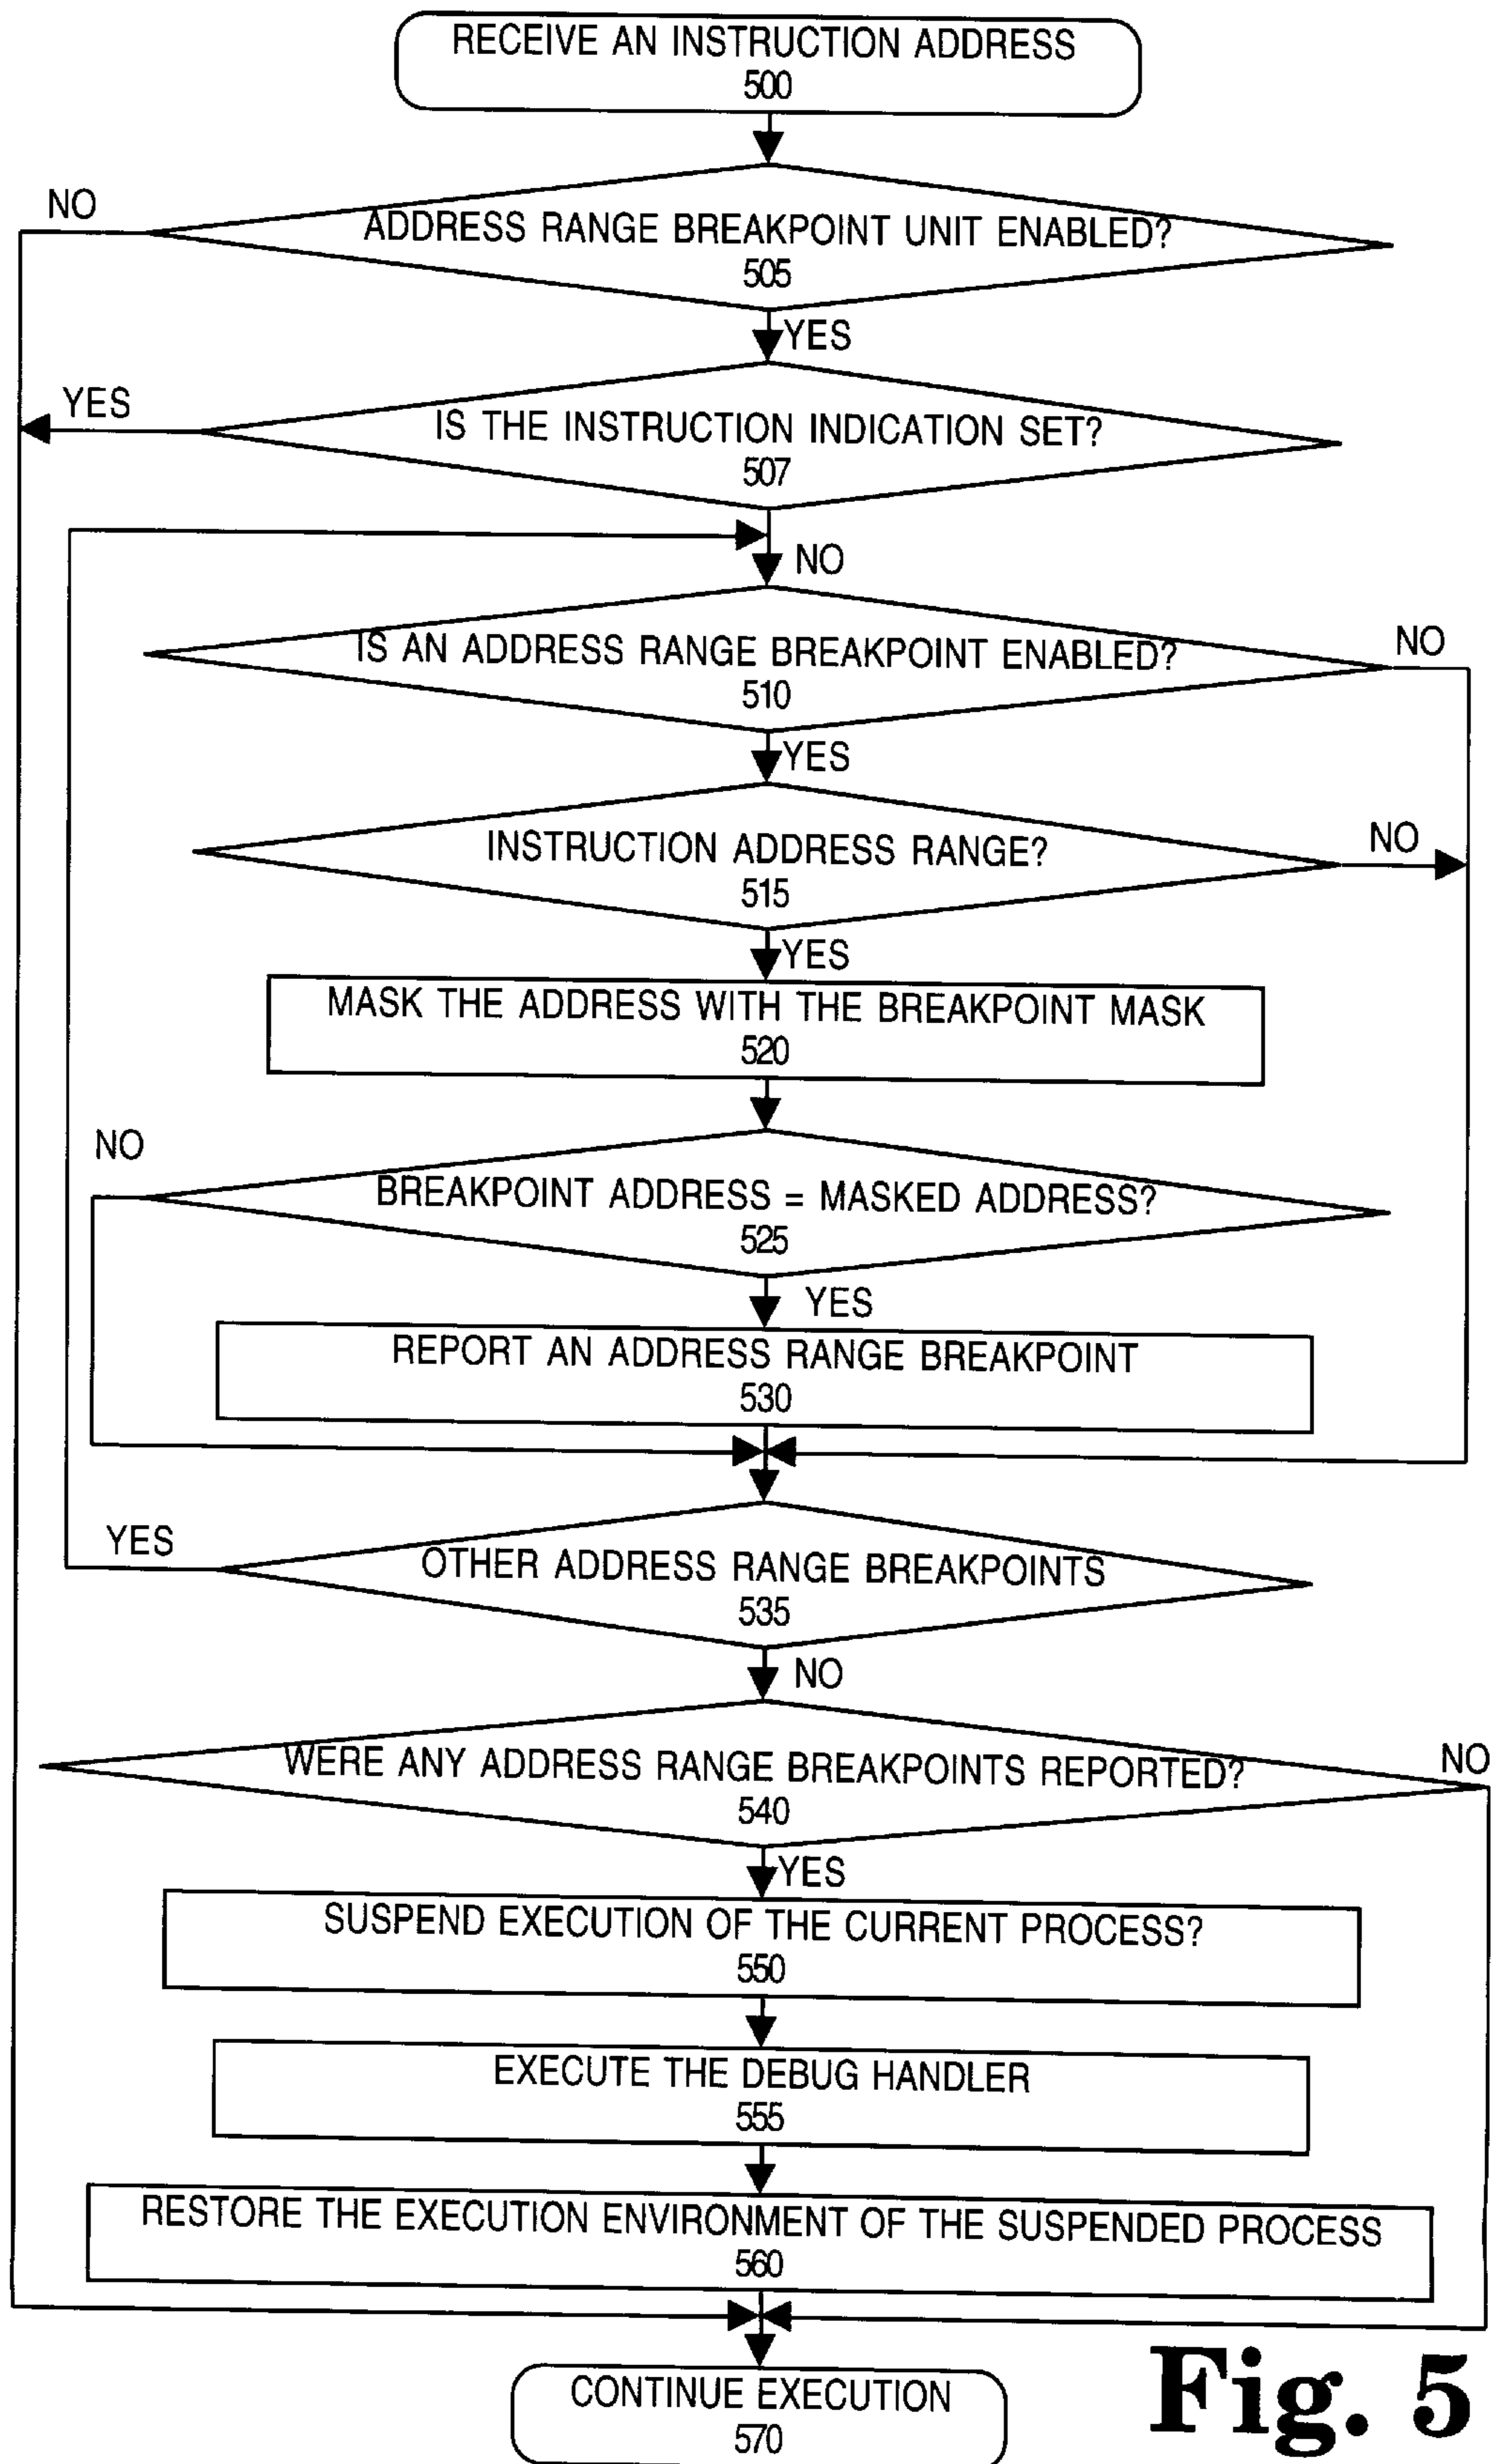 RECEIVE AN INSTRUCTION ADDRESS
500
NO
ADDRESS RANGE BREAKPOINT UNIT ENABLED?
505
YES
YES
IS THE INSTRUCTION INDICATION SET?
507
NO
IS AN ADDRESS RANGE BREAKPOINT ENABLED?
NO
510
YES
INSTRUCTION ADDRESS RANGE?
NO
515
YES
MASK THE ADDRESS WITH THE BREAKPOINT MASK
520
NO
BREAKPOINT ADDRESS = MASKED ADDRESS?
525
YES
REPORT AN ADDRESS RANGE BREAKPOINT
530
YES
OTHER ADDRESS RANGE BREAKPOINTS
535
NO
WERE ANY ADDRESS RANGE BREAKPOINTS REPORTED?
NO
540
YES
SUSPEND EXECUTION OF THE CURRENT PROCESS?
550
EXECUTE THE DEBUG HANDLER
555
RESTORE THE EXECUTION ENVIRONMENT OF THE SUSPENDED PROCESS
560
CONTINUE EXECUTION
570
Fig. 5